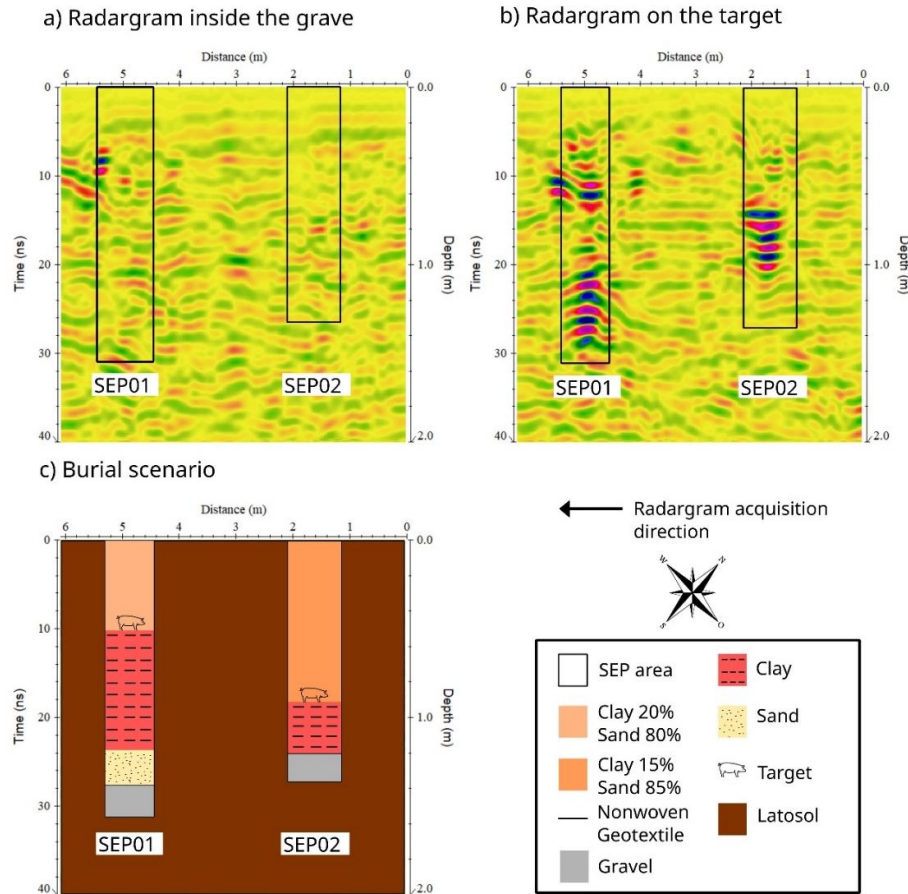 a) Radargram inside the grave
Distance (m)
6 5 4 3 2 1 0
0
10
20
30
40
Time (ns)
0.0
1.0
2.0
Depth (m)
SEP01
SEP02
b) Radargram on the target
Distance (m)
6 5 4 3 2 1 0
0
10
20
30
40
Time (ns)
0.0
1.0
2.0
Depth (m)
SEP01
SEP02
c) Burial scenario
Distance (m)
6 5 4 3 2 1 0
0
10
20
30
40
Time (ns)
0.0
1.0
2.0
Depth (m)
SEP01
SEP02
Radargram acquisition
direction
W
N
S
O
SEP area
Clay 20%
Sand 80%
Clay 15%
Sand 85%
Nonwoven
Geotextile
Gravel
Clay
Sand
Target
Latosol